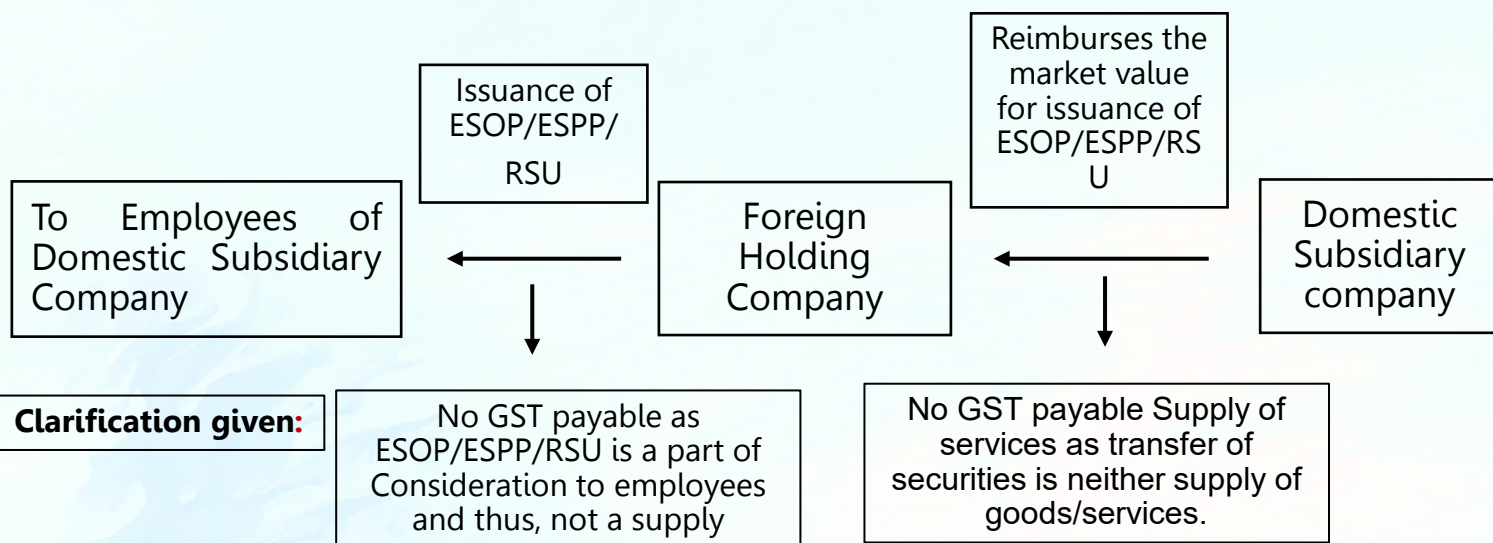 Reimburses the
market value
for issuance of
ESOP/ESPP/RS
U
Issuance of
ESOP/ESPP/
RSU
To Employees of
Domestic Subsidiary
Company
Foreign
Holding
Company
Domestic
Subsidiary
company
Clarification given:
No GST payable as
ESOP/ESPP/RSU is a part of
Consideration to employees
and thus, not a supply
No GST payable Supply of
services as transfer of
securities is neither supply of
goods/services.